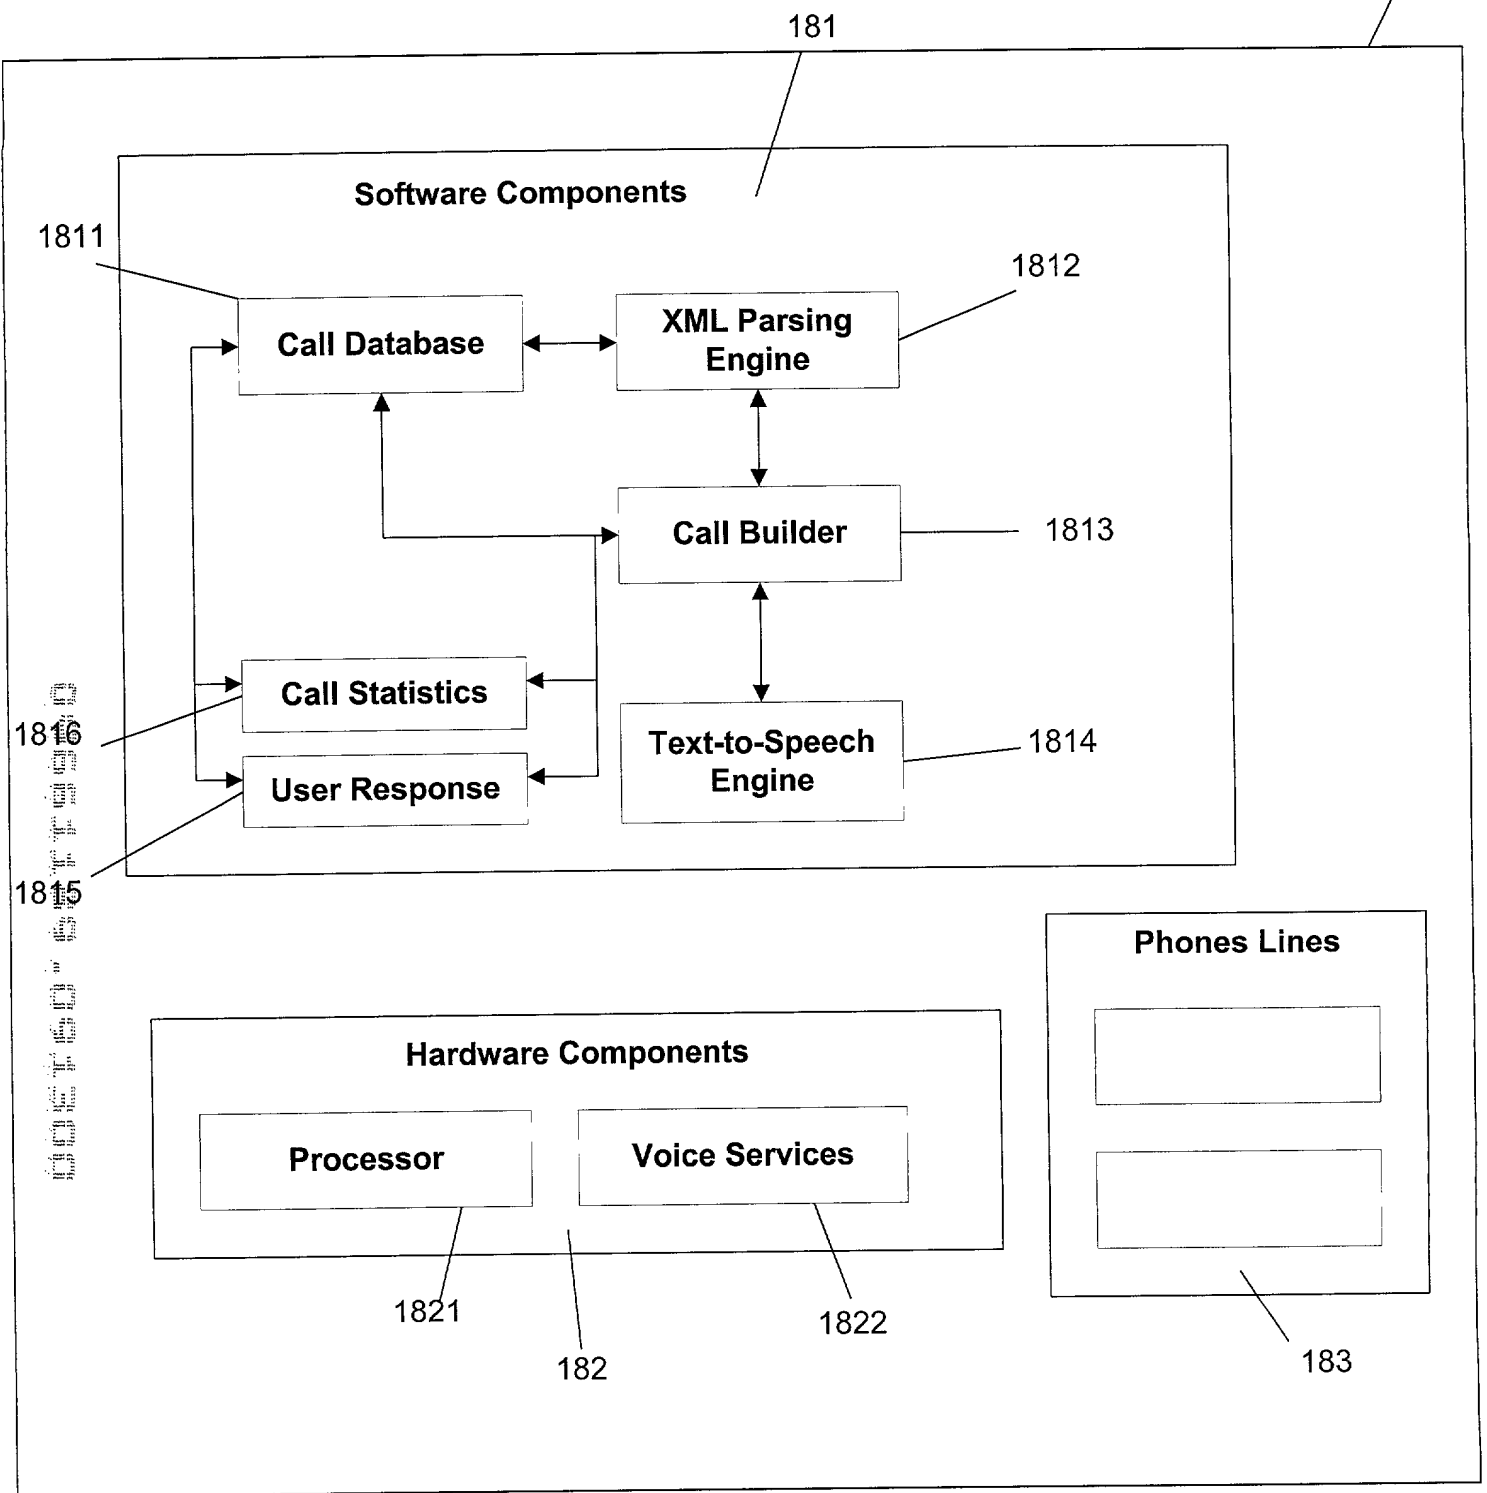 181
Software Components
1811
1812
Call Database
XML Parsing
Engine
Call Builder
1813
Call Statistics
1816
Text-to-Speech
Engine
1814
User Response
1815
Phones Lines
Hardware Components
Processor
Voice Services
1821
1822
182
183